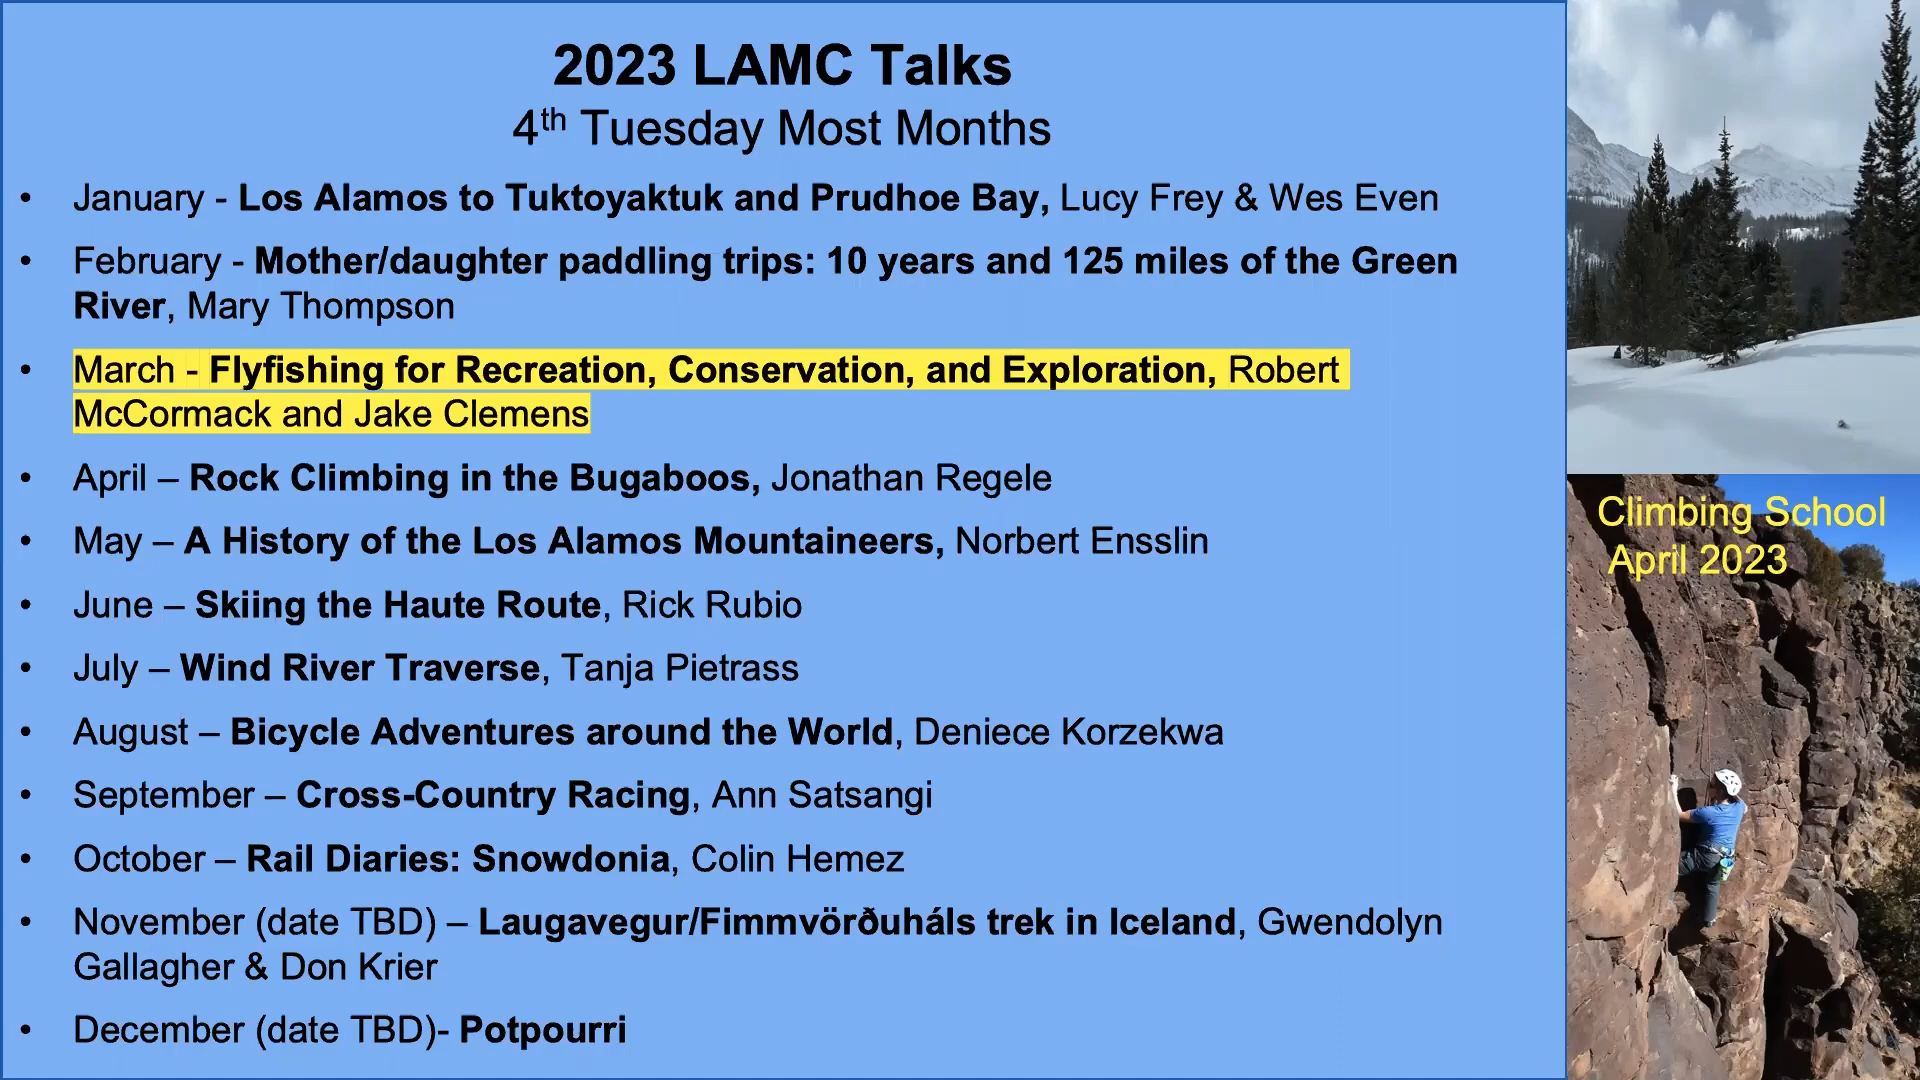 2023 LAMC Talks
4th Tuesday Most Months
• January - Los Alamos to Tuktoyaktuk and Prudhoe Bay, Lucy Frey & Wes Even
• February - Mother/daughter paddling trips: 10 years and 125 miles of the Green
River, Mary Thompson
• March - Flyfishing for Recreation, Conservation, and Exploration, Robert
McCormack and Jake Clemens
• April – Rock Climbing in the Bugaboos, Jonathan Regele
• May – A History of the Los Alamos Mountaineers, Norbert Ensslin
• June – Skiing the Haute Route, Rick Rubio
• July – Wind River Traverse, Tanja Pietrass
• August – Bicycle Adventures around the World, Deniece Korzekwa
• September – Cross-Country Racing, Ann Satsangi
• October – Rail Diaries: Snowdonia, Colin Hemez
• November (date TBD) – Laugavegur/Fimmvörðuháls trek in Iceland, Gwendolyn
Gallagher & Don Krier
• December (date TBD)- Potpourri
Climbing School
April 2023